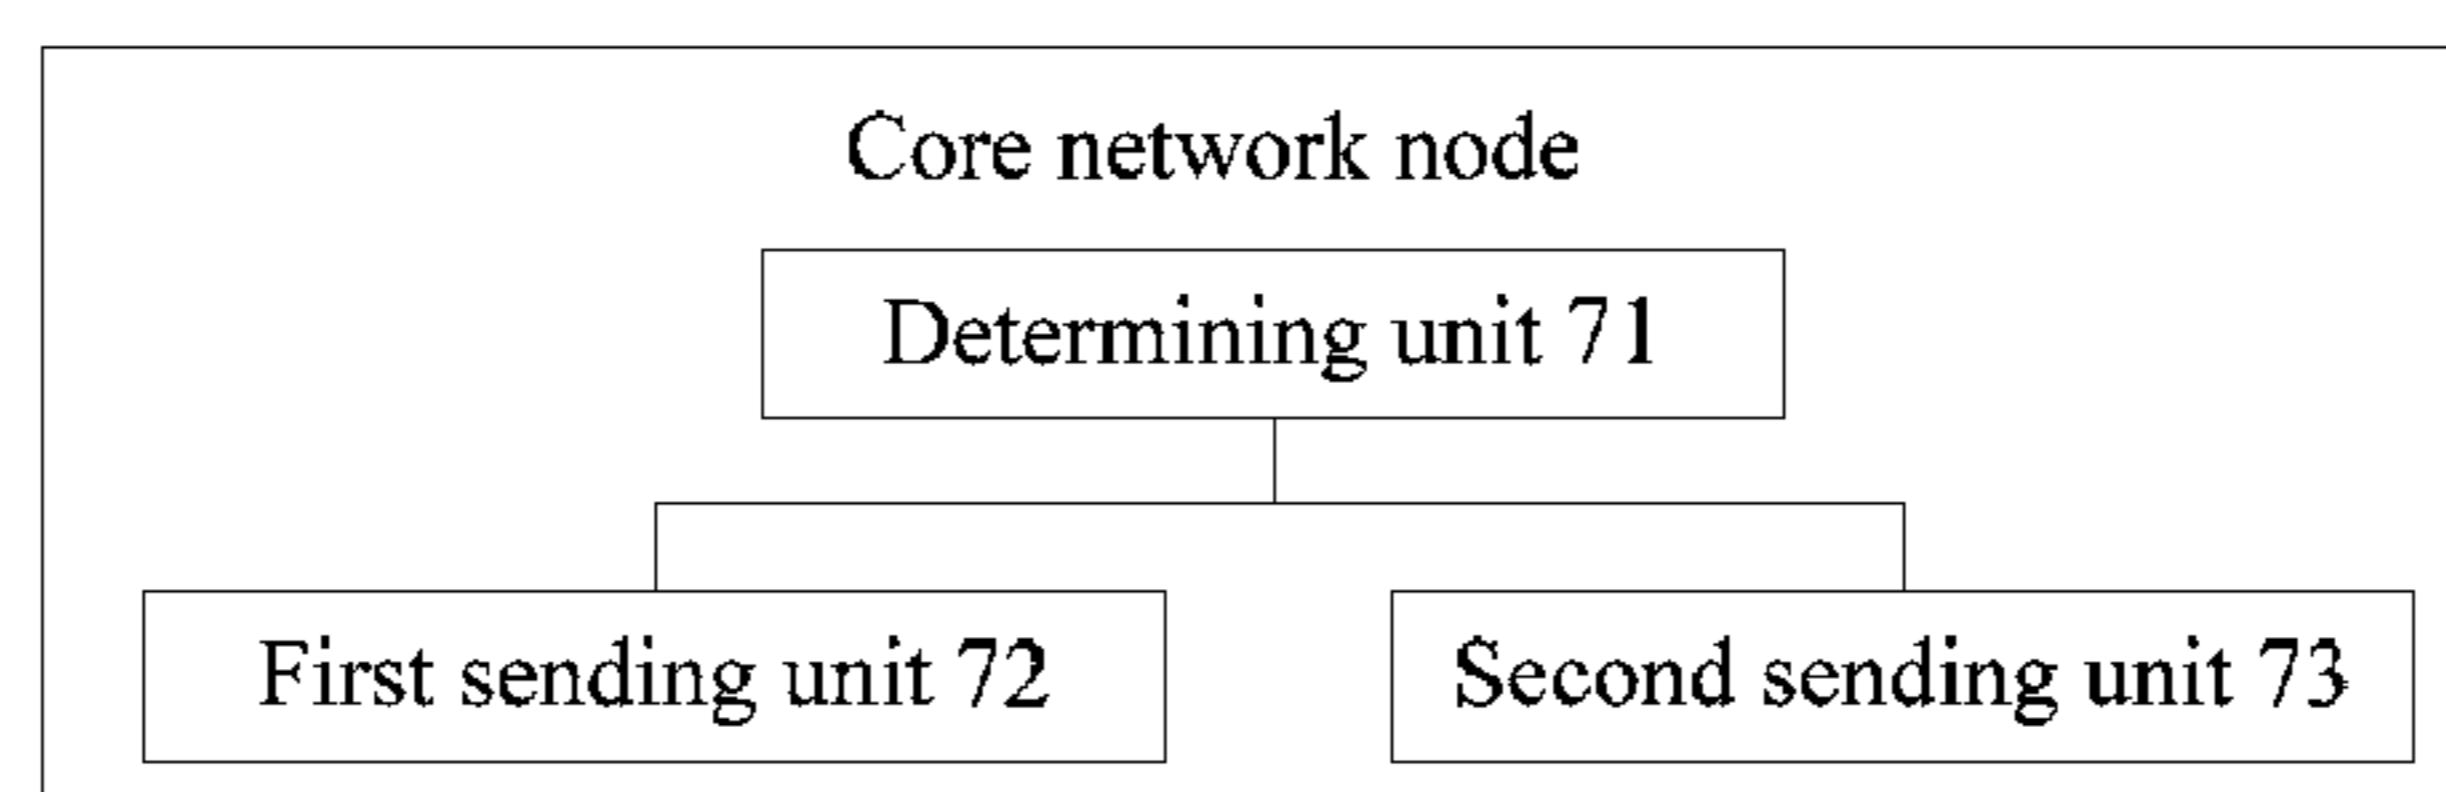 Core network node
Determining unit 71
First sending unit 72
Second sending unit 73